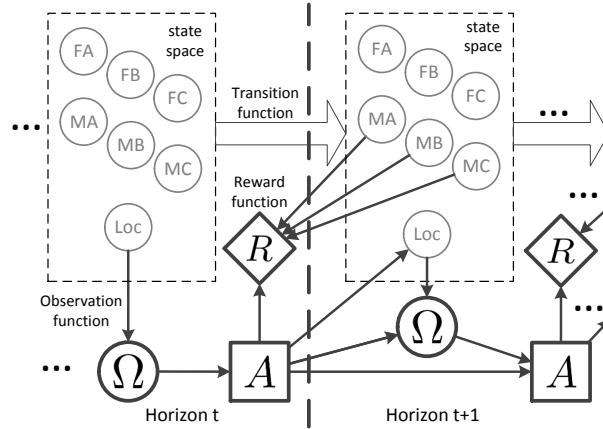 state
space
FA
FB
FC
MA
MB
MC
Loc
Transition
function
Reward
function
R
Observation
function
Ω
A
Horizon t
state
space
FA
FB
FC
MA
MB
MC
Loc
Ω
R
A
Horizon t+1
...
...
...
...
...